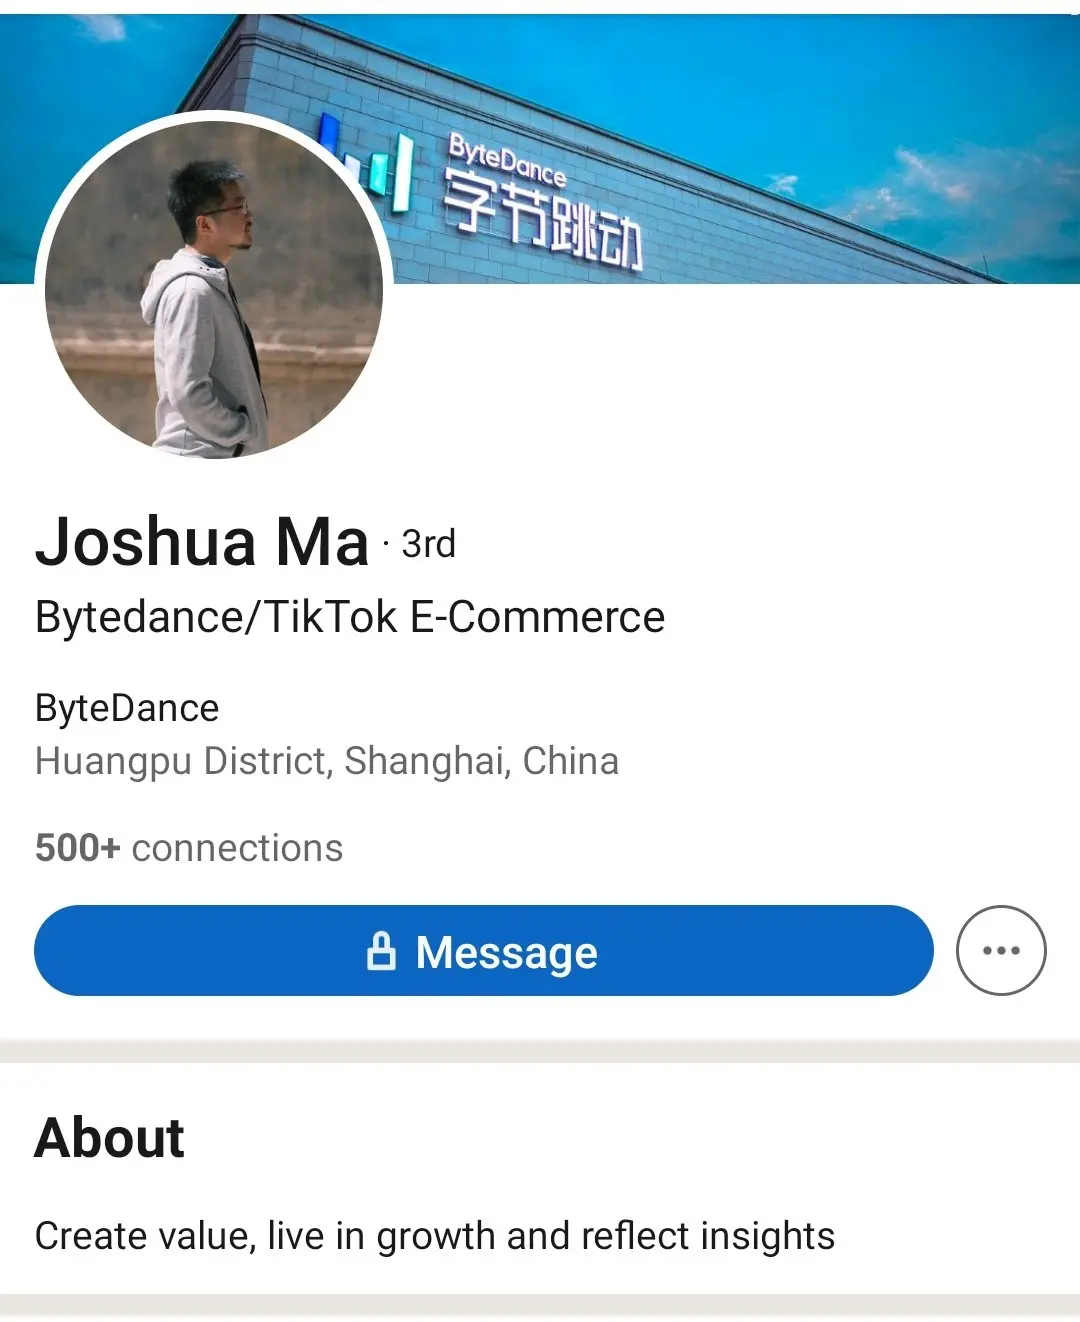 ByteDance
字节跳动
Joshua Ma · 3rd
Bytedance/TikTok E-Commerce
ByteDance
Huangpu District, Shanghai, China
500+ connections
Message
About
Create value, live in growth and reflect insights